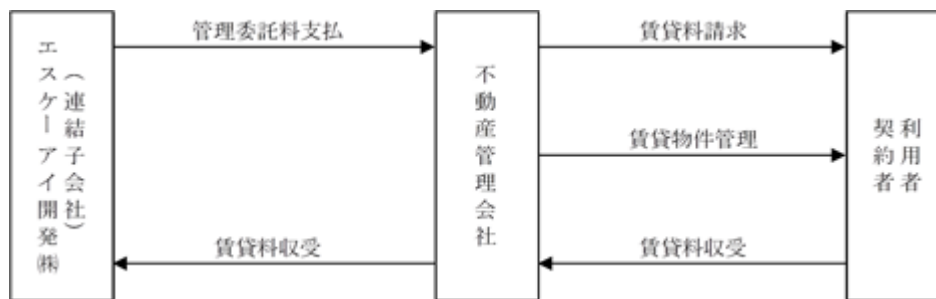 エスケーアイ開発㈱
(連結子会社)
管理委託料支払
賃貸料収受
不動産管理会社
賃貸料請求
賃貸物件管理
賃貸料収受
利用者
契約者